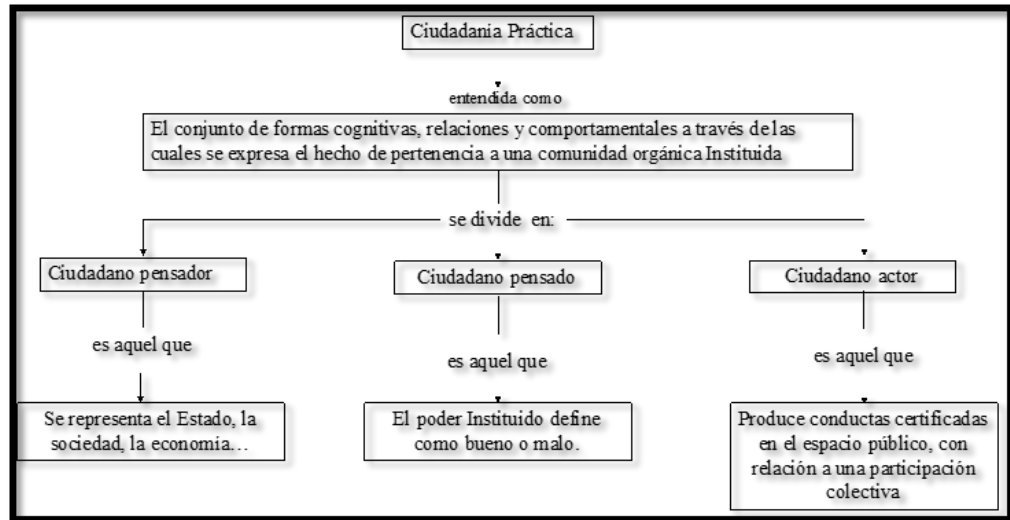 Ciudadanía Práctica
entendida como
El conjunto de formas cognitivas, relaciones y comportamentales a través de las
cuales se expresa el hecho de pertenencia a una comunidad orgánica Instituida
se divide en:
Ciudadano pensador
Ciudadano pensado
Ciudadano actor
es aquel que
es aquel que
es aquel que
Se representa el Estado, la
sociedad, la economía…
El poder Instituido define
como bueno o malo.
Produce conductas certificadas
en el espacio público, con
relación a una participación
colectiva